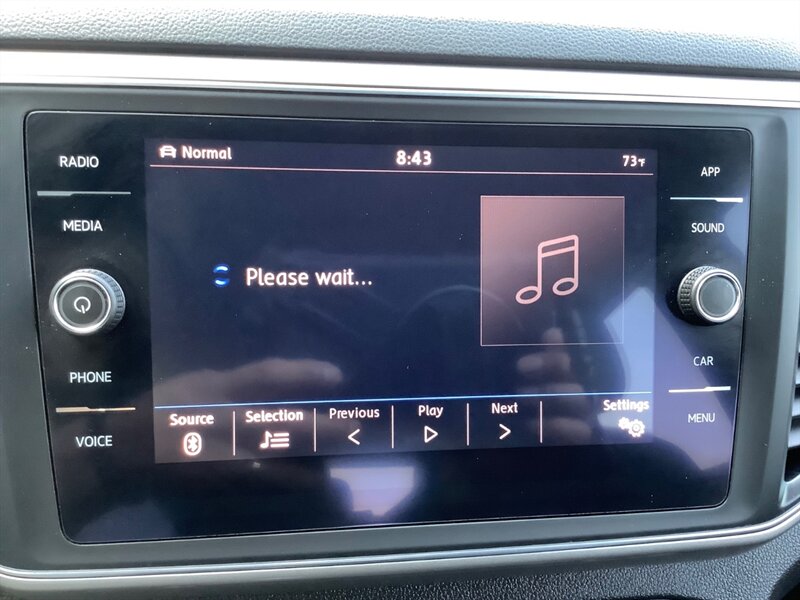 RADIO
MEDIA
PHONE
VOICE
Normal 8:43 73°F
Please wait...
Source Selection Previous Play Next Settings
APP
SOUND
CAR
MENU